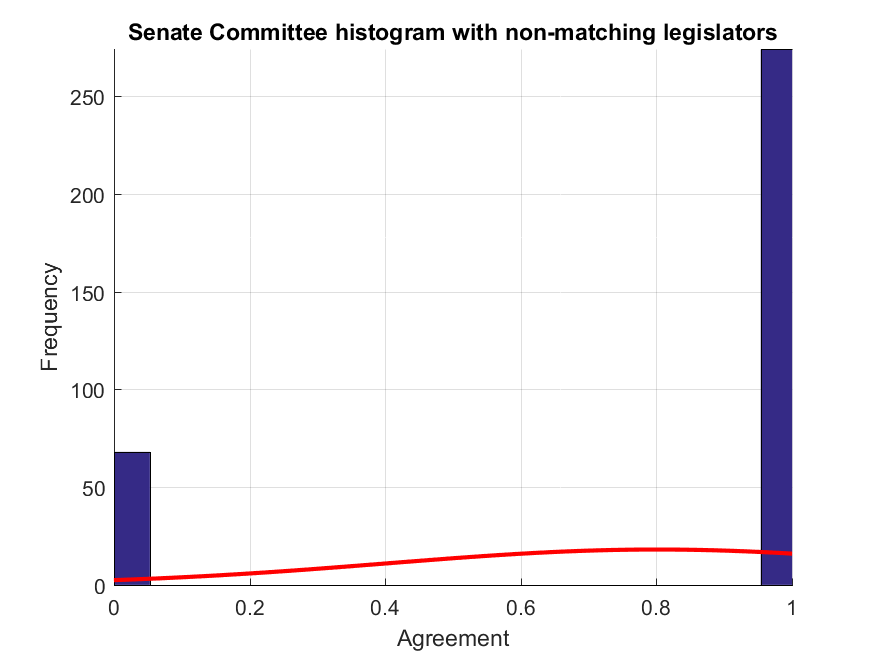 Senate Committee histogram with non-matching legislators
250
200
150
100
50
0
Frequency
0 0.2 0.4 0.6 0.8 1
Agreement